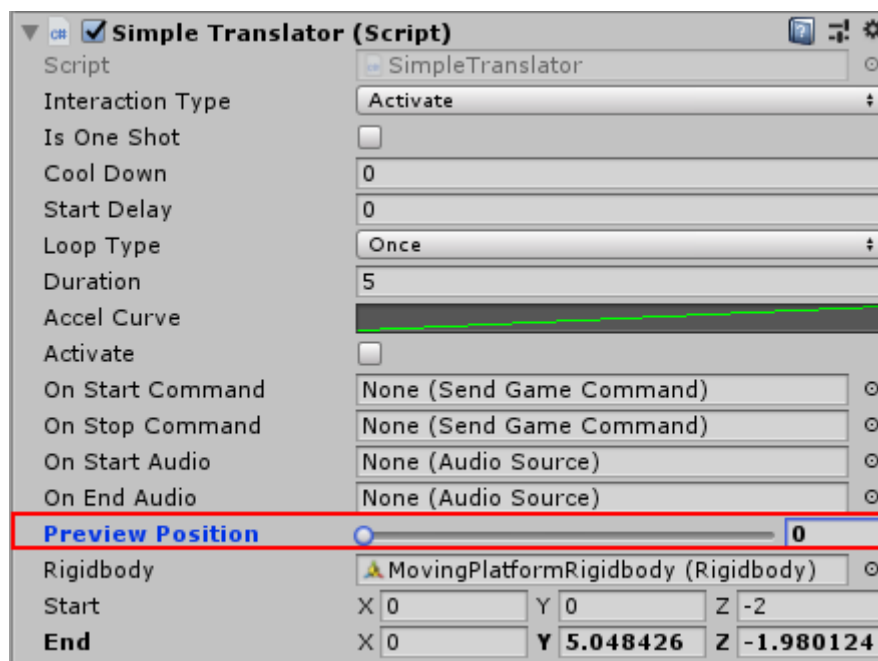 Simple Translator (Script)
Script SimpleTranslator
Interaction Type Activate
Is One Shot
Cool Down 0
Start Delay 0
Loop Type Once
Duration 5
Accel Curve
Activate
On Start Command None (Send Game Command)
On Stop Command None (Send Game Command)
On Start Audio None (Audio Source)
On End Audio None (Audio Source)
Preview Position 0
Rigidbody MovingPlatformRigidbody (Rigidbody)
Start X 0 Y 0 Z -2
End X 0 Y 5.048426 Z -1.980124